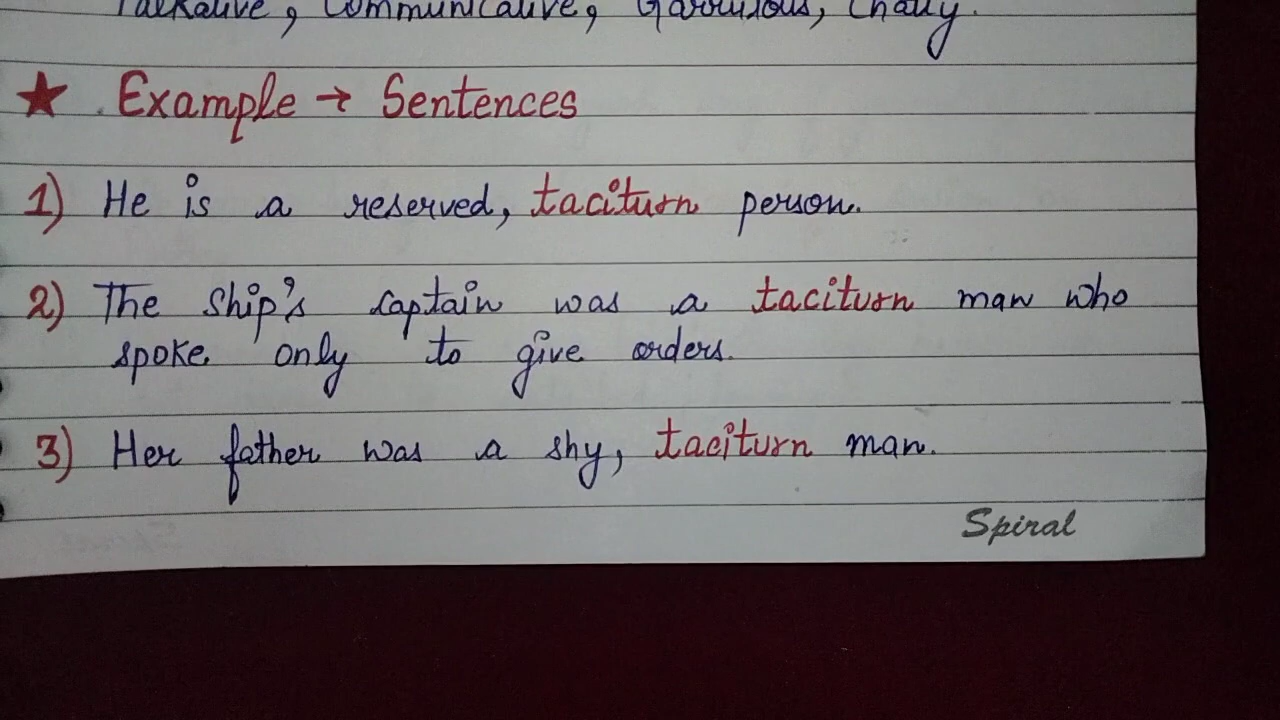 Talkative, Communicative, Garrulous, Chatty.
★ Example → Sentences
1) He is a reserved, taciturn person.
2) The ship's captain was a taciturn man who
spoke only to give orders.
3) Her father was a shy, taciturn man.
Spiral